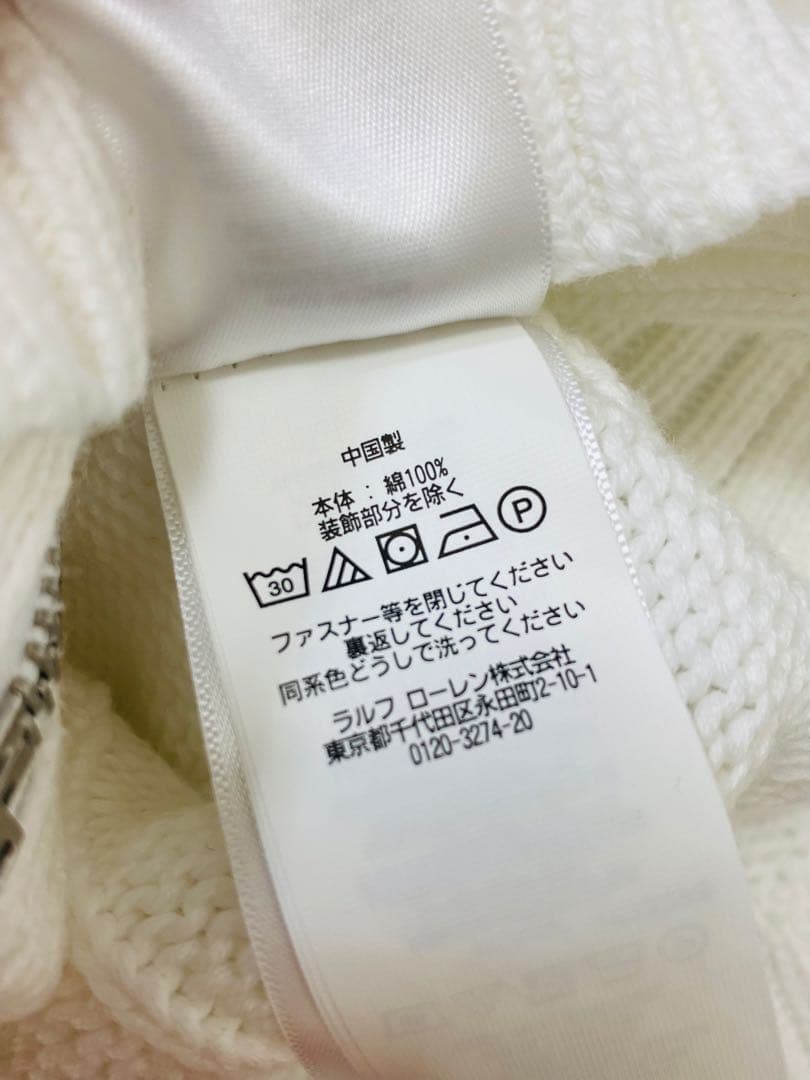 中国製
本体 : 綿100%
装飾部分を除く
30 P
ファスナー等を閉じてください
裏返してください
同系色どうしで洗ってください
ラルフ ローレン株式会社
東京都千代田区永田町2-10-1
0120-3274-20